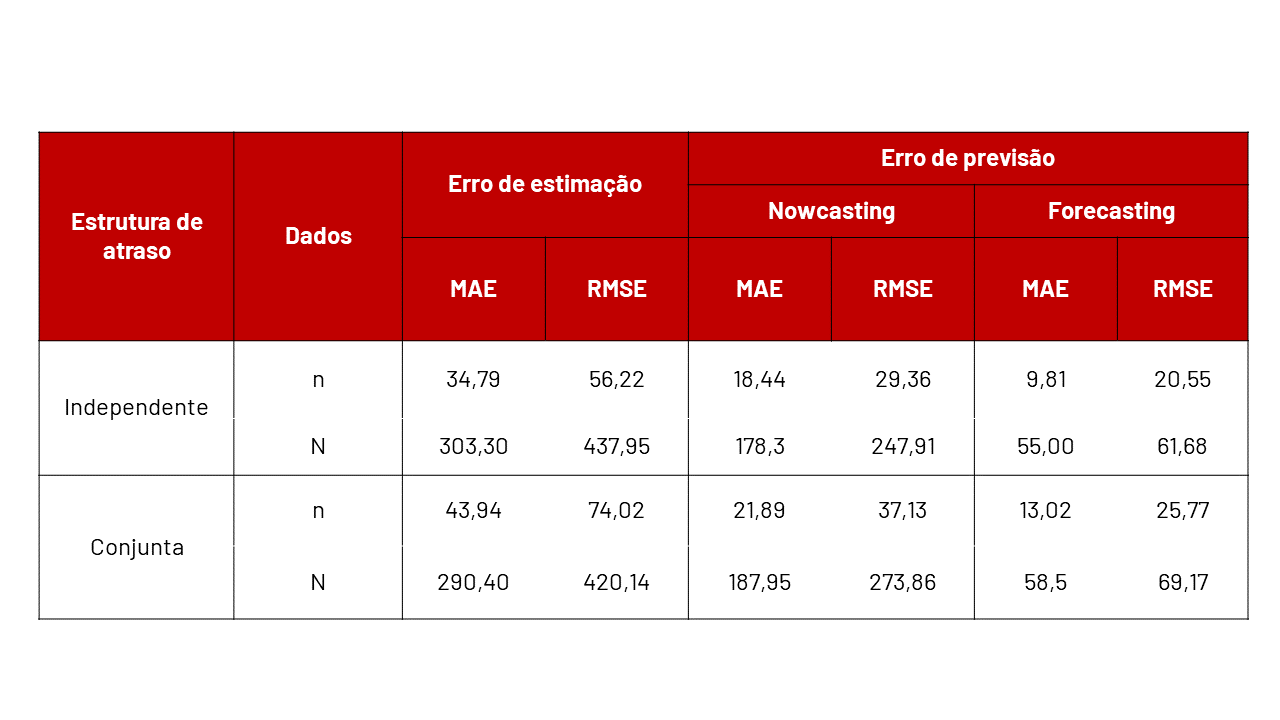 Estrutura de
atraso
Dados
Erro de estimação
Erro de previsão
Nowcasting Forecasting
MAE RMSE MAE RMSE MAE RMSE
Independente
n 34,79 56,22 18,44 29,36 9,81 20,55
N 303,30 437,95 178,3 247,91 55,00 61,68
Conjunta
n 43,94 74,02 21,89 37,13 13,02 25,77
N 290,40 420,14 187,95 273,86 58,5 69,17